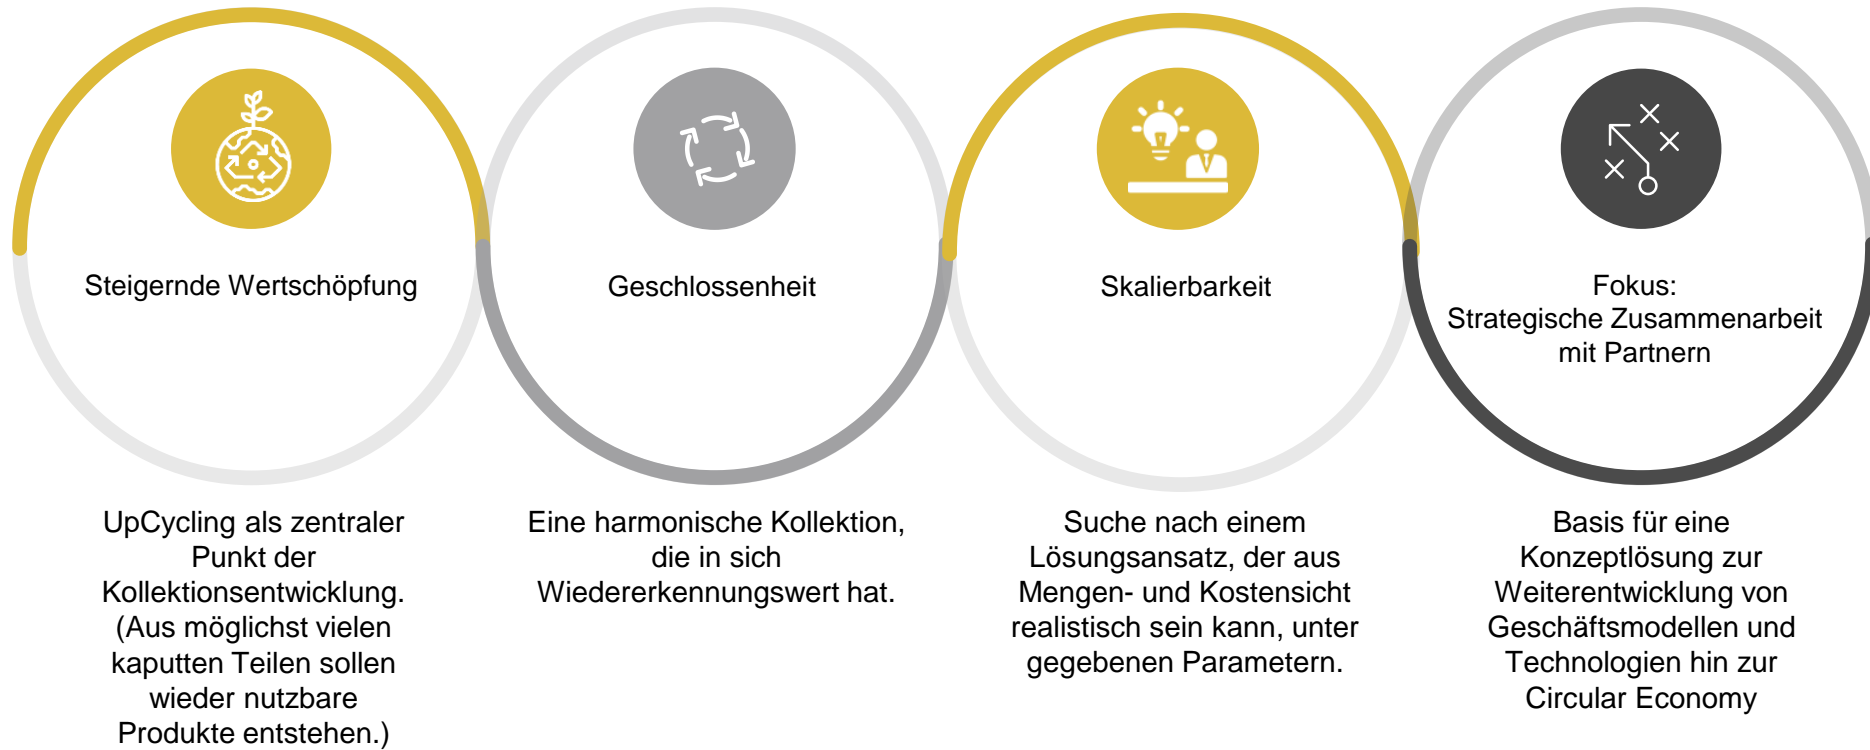 Steigernde Wertschöpfung
UpCycling als zentraler
Punkt der
Kollektionsentwicklung.
(Aus möglichst vielen
kaputten Teilen sollen
wieder nutzbare
Produkte entstehen.)
Geschlossenheit
Eine harmonische Kollektion,
die in sich
Wiedererkennungswert hat.
Skalierbarkeit
Suche nach einem
Lösungsansatz, der aus
Mengen- und Kostensicht
realistisch sein kann, unter
gegebenen Parametern.
Fokus:
Strategische Zusammenarbeit
mit Partnern
Basis für eine
Konzeptlösung zur
Weiterentwicklung von
Geschäftsmodellen und
Technologien hin zur
Circular Economy